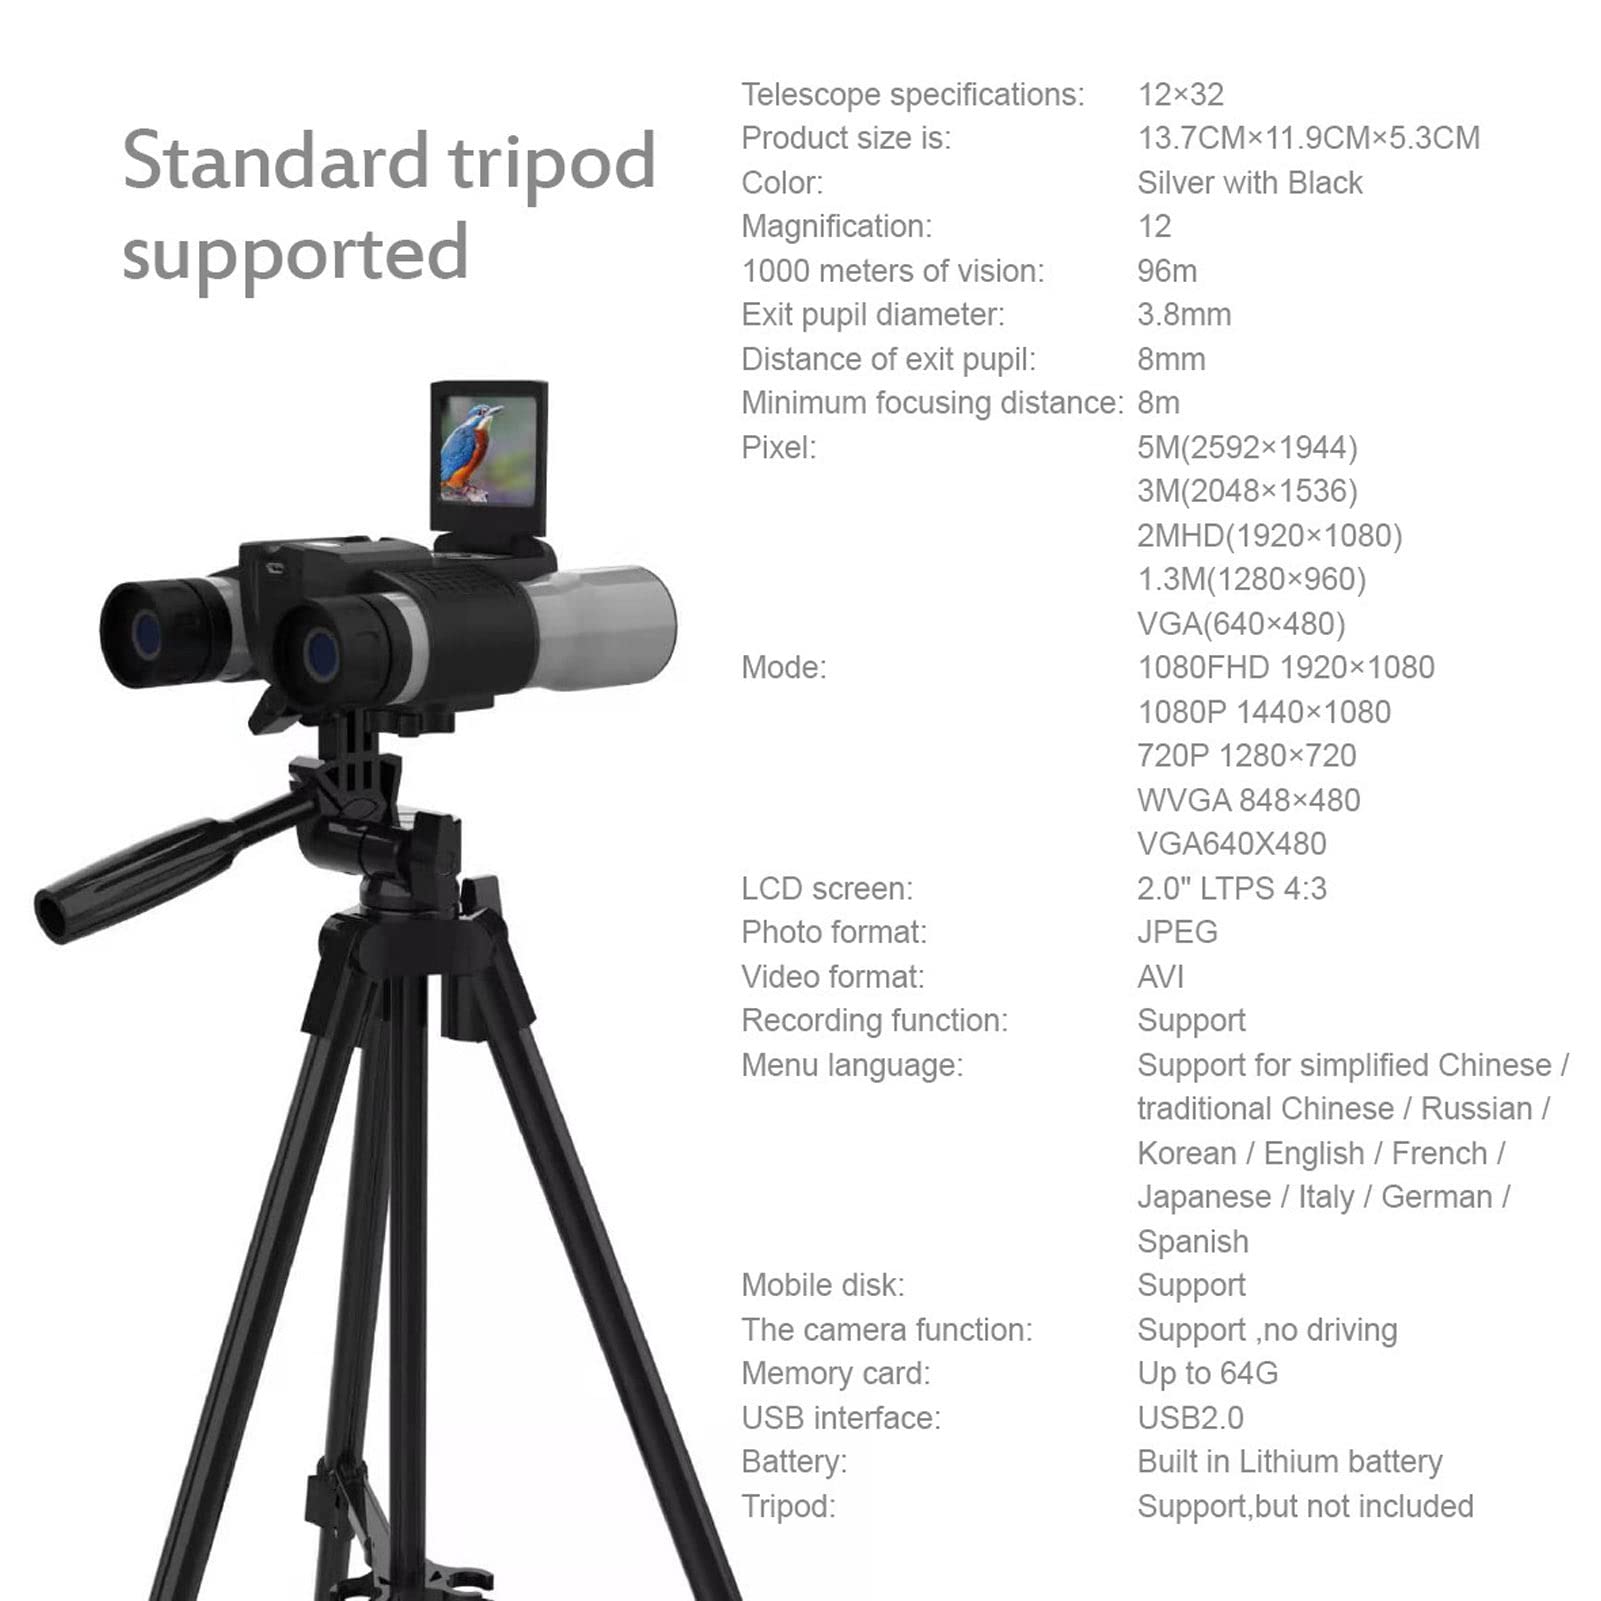 Standard tripod
supported
Telescope specifications: 12×32
Product size is: 13.7CM×11.9CM×5.3CM
Color: Silver with Black
Magnification: 12
1000 meters of vision: 96m
Exit pupil diameter: 3.8mm
Distance of exit pupil: 8mm
Minimum focusing distance: 8m
Pixel: 5M(2592×1944)
3M(2048×1536)
2MHD(1920×1080)
1.3M(1280×960)
VGA(640×480)
Mode: 1080FHD 1920×1080
1080P 1440×1080
720P 1280×720
WVGA 848×480
VGA640X480
LCD screen: 2.0" LTPS 4:3
Photo format: JPEG
Video format: AVI
Recording function: Support
Menu language: Support for simplified Chinese /
traditional Chinese / Russian /
Korean / English / French /
Japanese / Italy / German /
Spanish
Mobile disk: Support
The camera function: Support ,no driving
Memory card: Up to 64G
USB interface: USB2.0
Battery: Built in Lithium battery
Tripod: Support,but not included